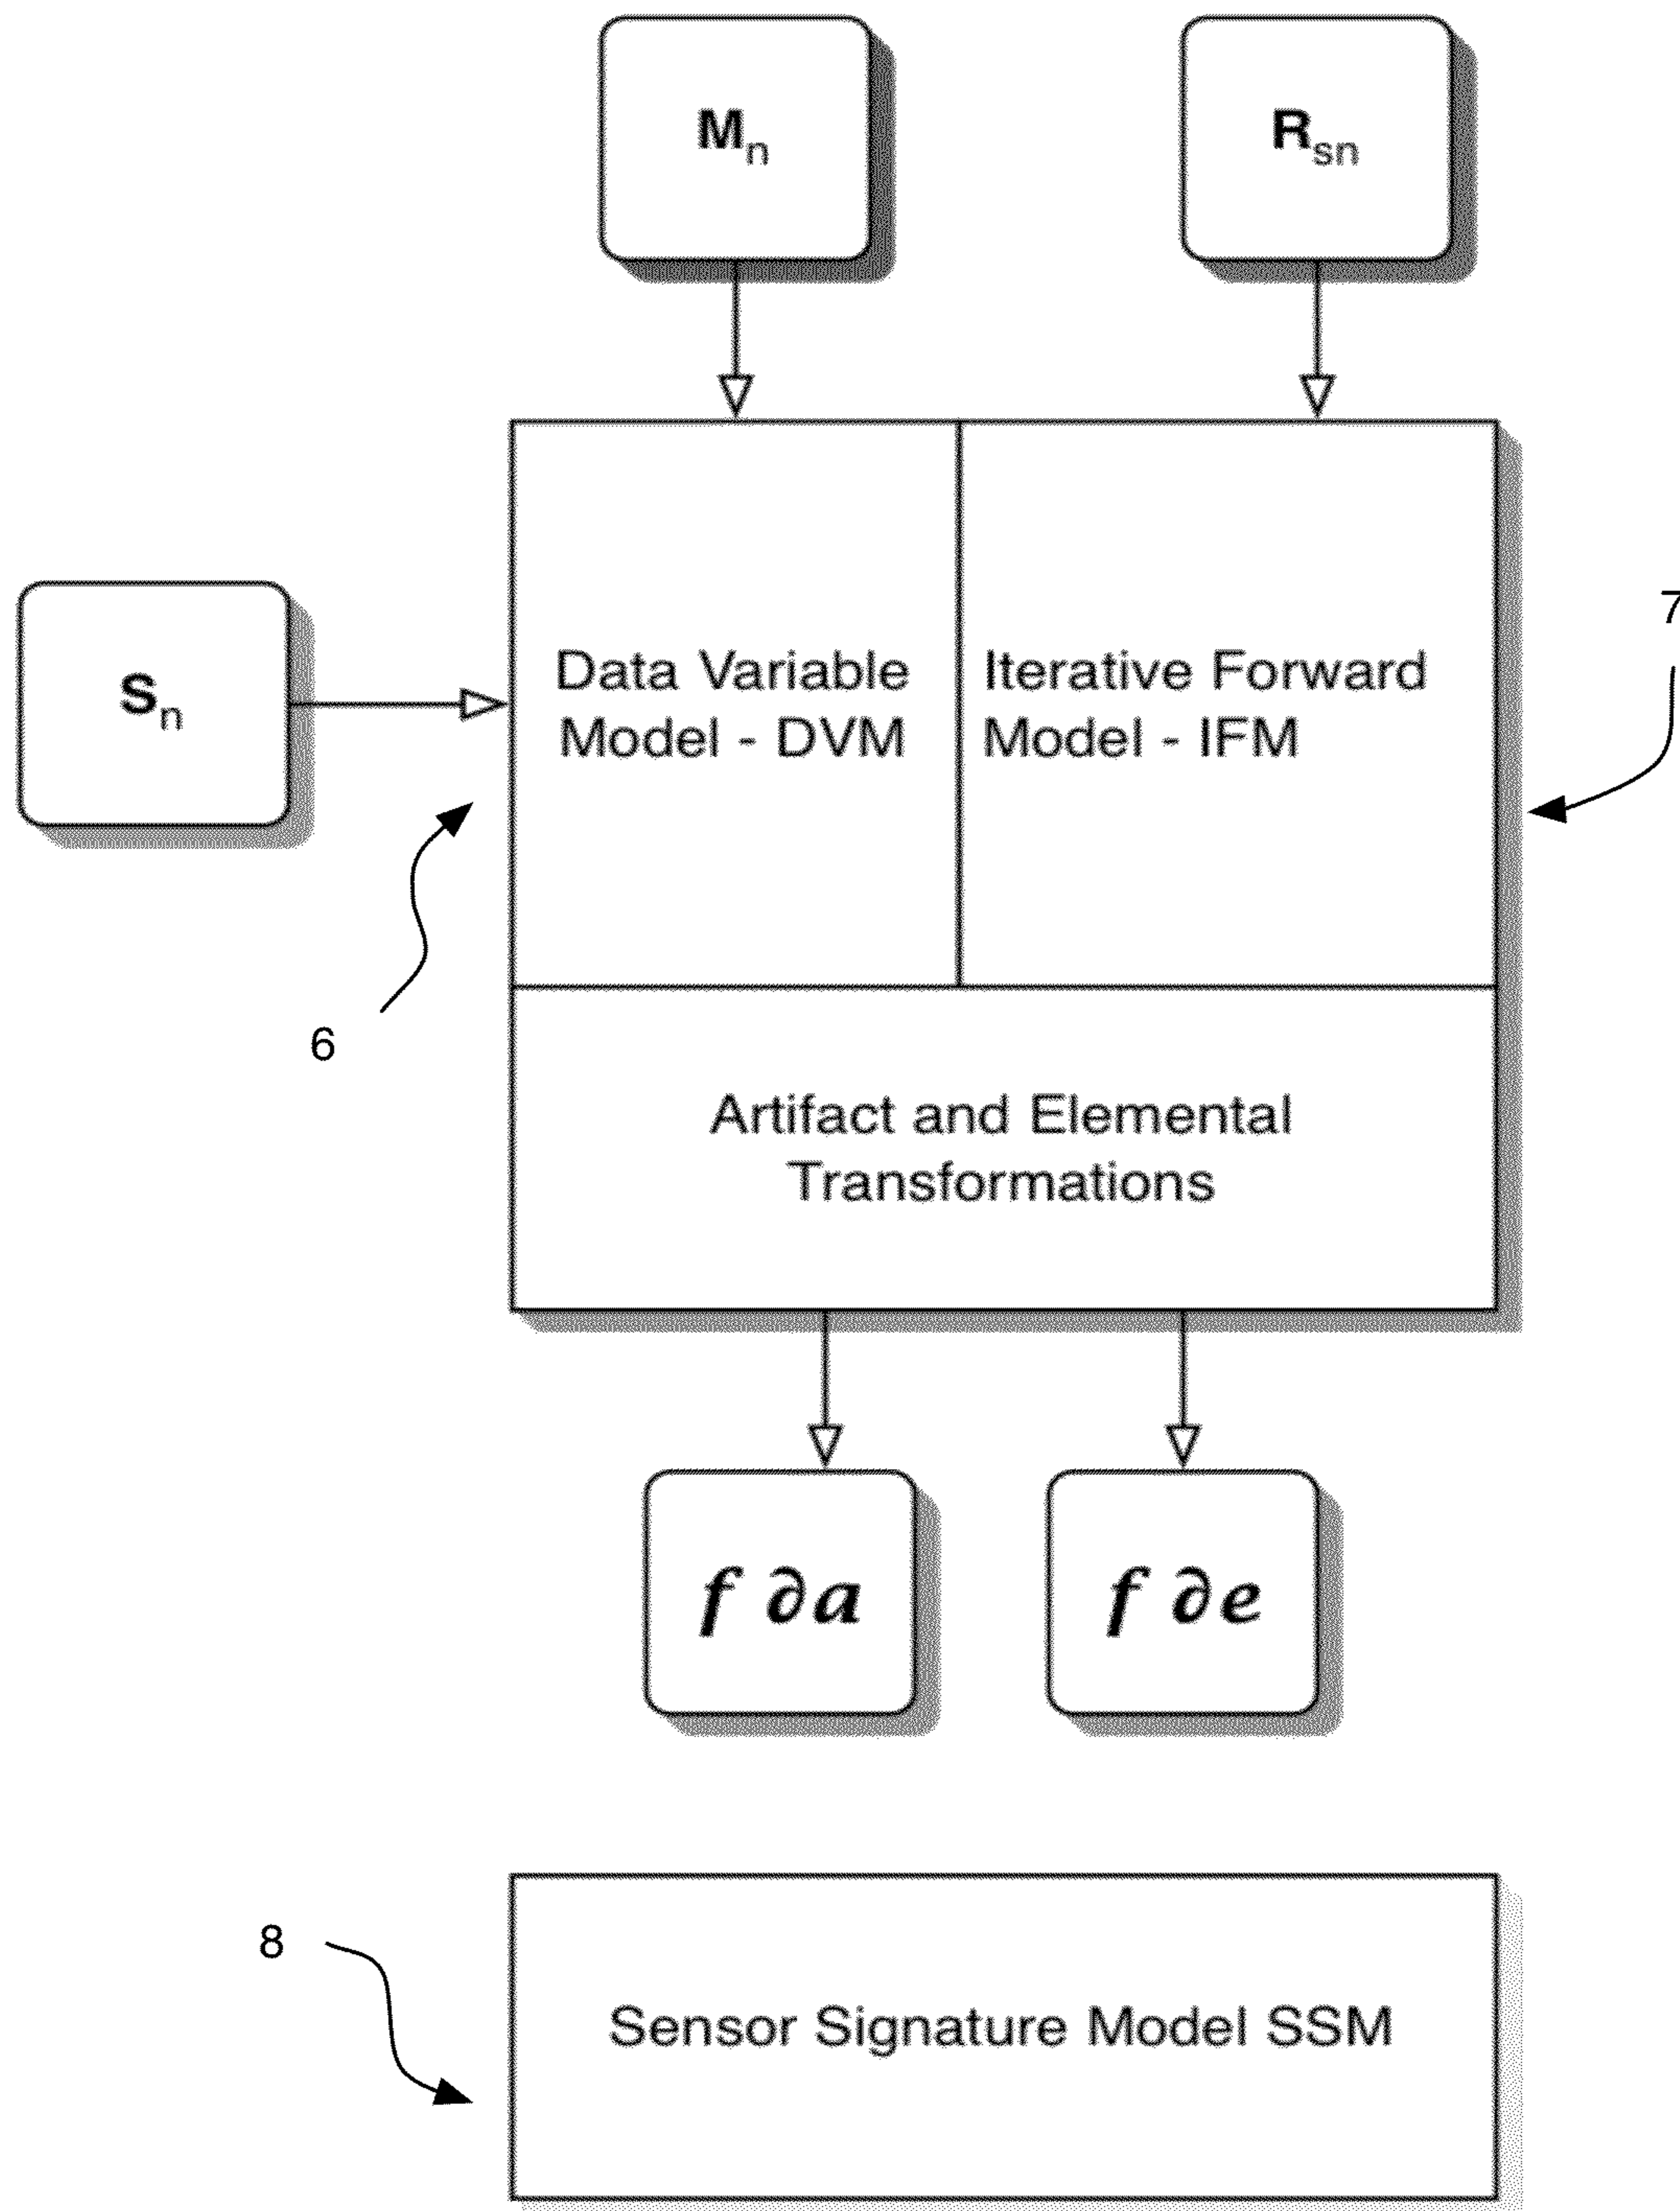 Mn
Rsn
7
Sn
Data Variable
Model - DVM
Iterative Forward
Model - IFM
6
Artifact and Elemental
Transformations
f ∂a
f ∂e
8
Sensor Signature Model SSM